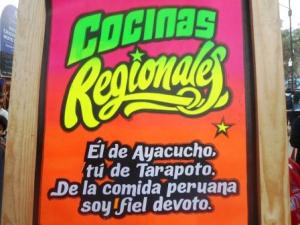 COCINAS
Regionales
Él de Ayacucho,
tú de Tarapoto.
De la comida peruana
soy fiel devoto.